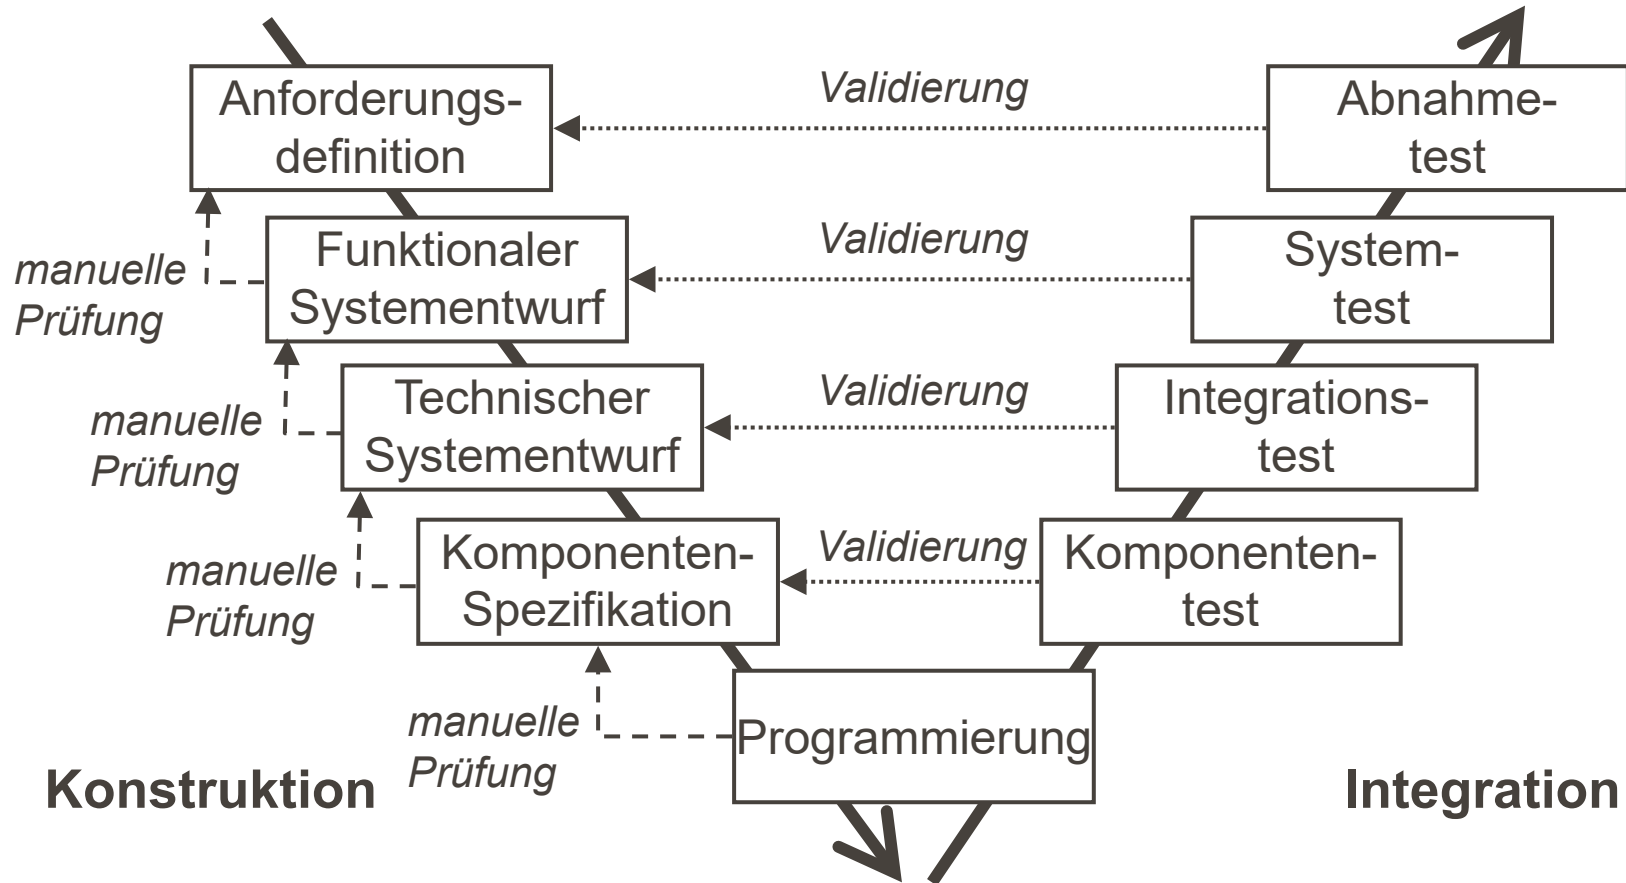 Anforderungs-
definition
Validierung
Abnahme-
test
manuelle
Prüfung
Funktionaler
Systementwurf
Validierung
System-
test
manuelle
Prüfung
Technischer
Systementwurf
Validierung
Integrations-
test
manuelle
Prüfung
Komponenten-
Spezifikation
Validierung
Komponenten-
test
manuelle
Prüfung
Programmierung
Konstruktion
Integration